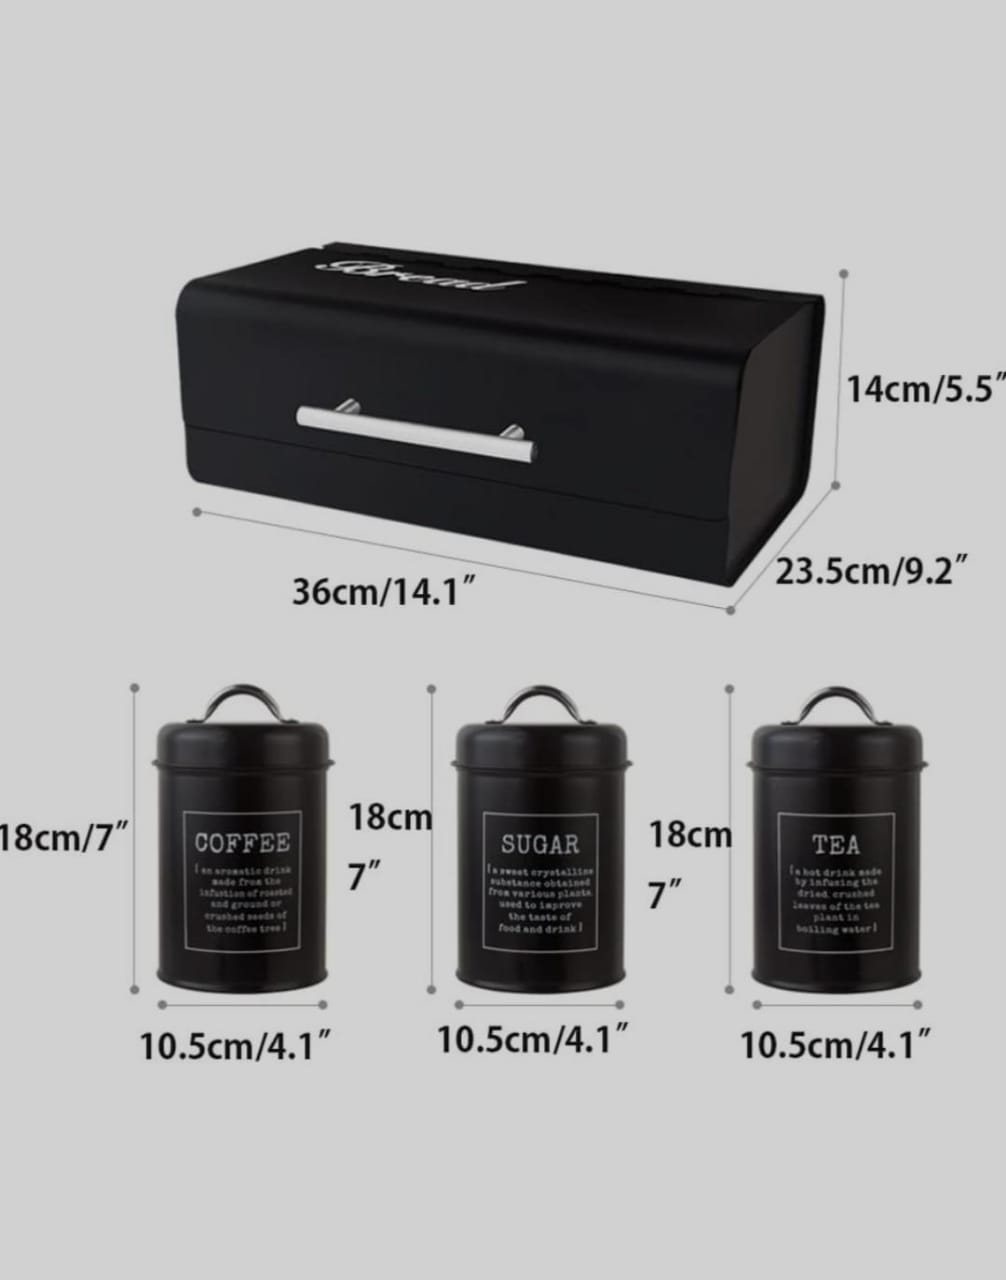 Bread
14cm/5.5″
23.5cm/9.2″
36cm/14.1″
18cm/7″
18cm
7″
18cm
7″
COFFEE
[an aromatic drink
made from the
infusion of roasted
and ground or
crushed seeds of
the coffee tree]
SUGAR
[a sweet crystalline
substance obtained
from various plants
used to improve
the taste of
food and drink]
TEA
[a hot drink made
by infusing the
dried, crushed
leaves of the tea
plant in
boiling water]
10.5cm/4.1″
10.5cm/4.1″
10.5cm/4.1″